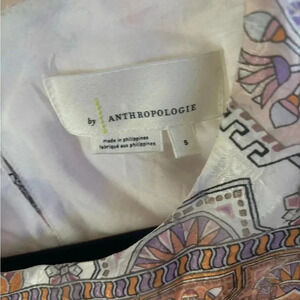 by ANTHROPOLOGIE
made in philippines
fabriqué aux philippines
S